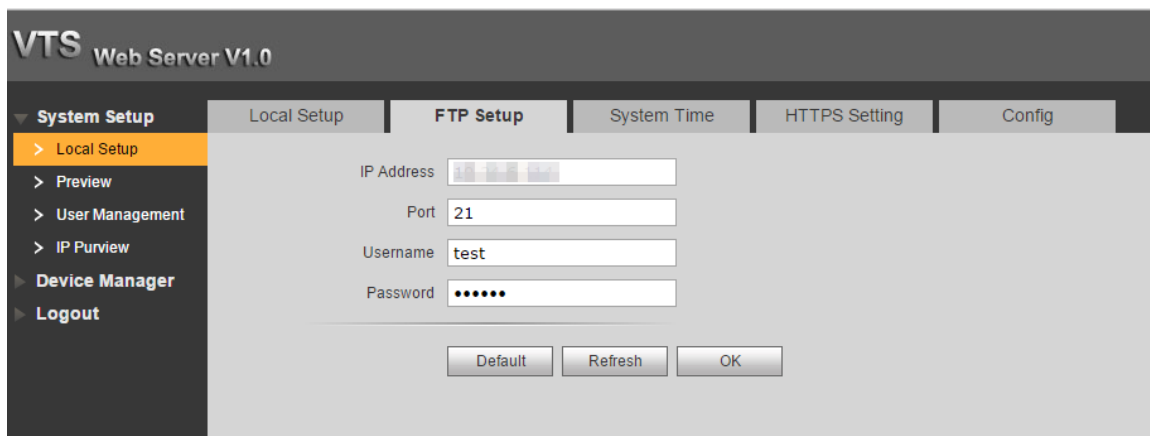 VTS Web Server V1.0
System Setup
Local Setup
Preview
User Management
IP Purview
Device Manager
Logout
Local Setup FTP Setup System Time HTTPS Setting Config
IP Address
Port 21
Username test
Password ••••••
Default Refresh OK